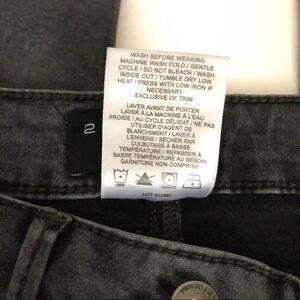 WASH BEFORE WEARING
MACHINE WASH COLD / GENTLE
CYCLE / DO NOT BLEACH / WASH
INSIDE OUT / TUMBLE DRY LOW
HEAT / PRESS WITH LOW IRON IF
NECESSARY
EXCLUSIVE OF TRIM
LAVER AVANT DE PORTER
LAVER À LA MACHINE À L'EAU
FROIDE / AU CYCLE DÉLICAT / NE PAS
UTILISER D'AGENT DE
BLANCHIMENT / LAVER À
L'ENVERS / SÉCHER PAR
CULBUTAGE À BASSE
TEMPÉRATURE / REPASSER À
BASSE TEMPÉRATURE AU BESOIN
GARNITURE NON COMPRISE
2
LOT